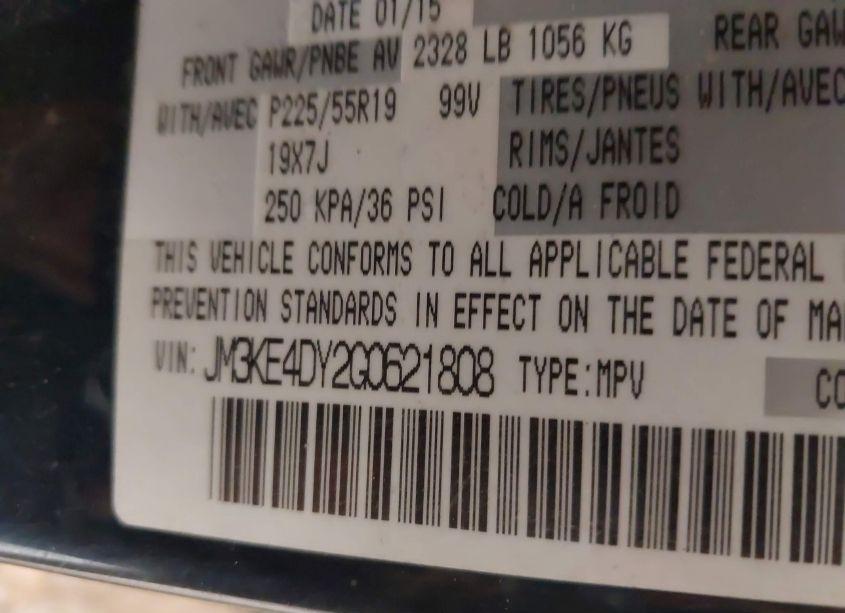 DATE 01/15
FRONT GAWR/PNBE AV 2328 LB 1056 KG REAR
WITH/AVEC P225/55R19 99V TIRES/PNEUS WITH/AVEC
19X7J RIMS/JANTES
250 KPA/36 PSI COLD/A FROID
THIS VEHICLE CONFORMS TO ALL APPLICABLE FEDERAL
PREVENTION STANDARDS IN EFFECT ON THE DATE OF MA
VIN: JM3KE4DY2G0621808 TYPE:MPV CO